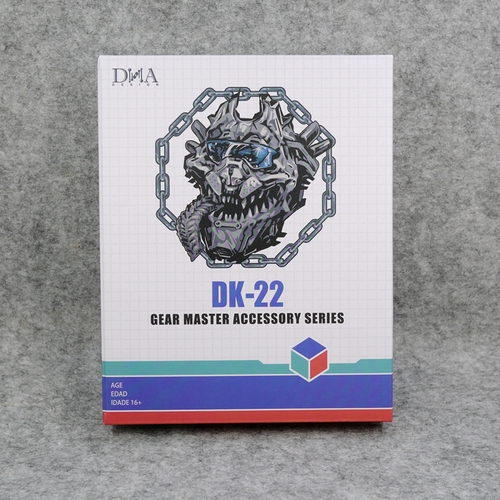 DNA
DESIGN
DK-22
GEAR MASTER ACCESSORY SERIES
AGE
EDAD
IDADE 16+